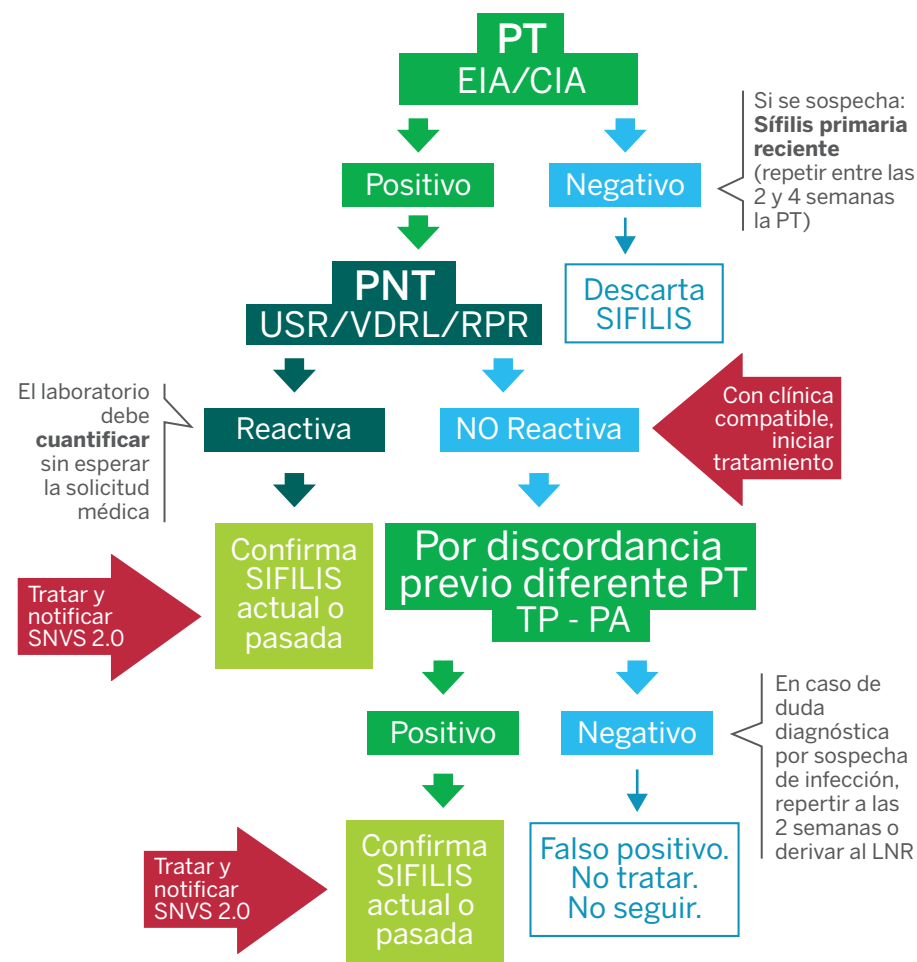 PT
EIA/CIA
Positivo
Negativo
Si se sospecha:
Sífilis primaria
reciente
(repetir entre las
2 y 4 semanas
la PT)
PNT
USR/VDRL/RPR
Descarta
SIFILIS
El laboratorio
debe
cuantificar
sin esperar
la solicitud
médica
Reactiva
NO Reactiva
Con clínica
compatible,
iniciar
tratamiento
Tratar y
notificar
SNVS 2.0
Confirma
SIFILIS
actual o
pasada
Por discordancia
previo diferente PT
TP - PA
Positivo
Negativo
En caso de
duda
diagnóstica
por sospecha
de infección,
repertir a las
2 semanas o
derivar al LNR
Tratar y
notificar
SNVS 2.0
Confirma
SIFILIS
actual o
pasada
Falso positivo.
No tratar.
No seguir.